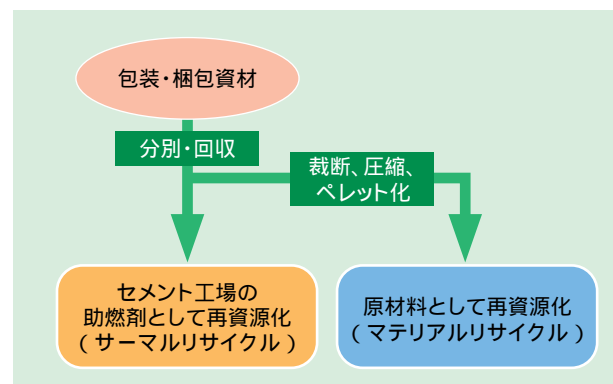 包装・梱包資材
分別・回収
裁断、圧縮、
ペレット化
セメント工場の
助燃剤として再資源化
(サーマルリサイクル)
原材料として再資源化
(マテリアルリサイクル)